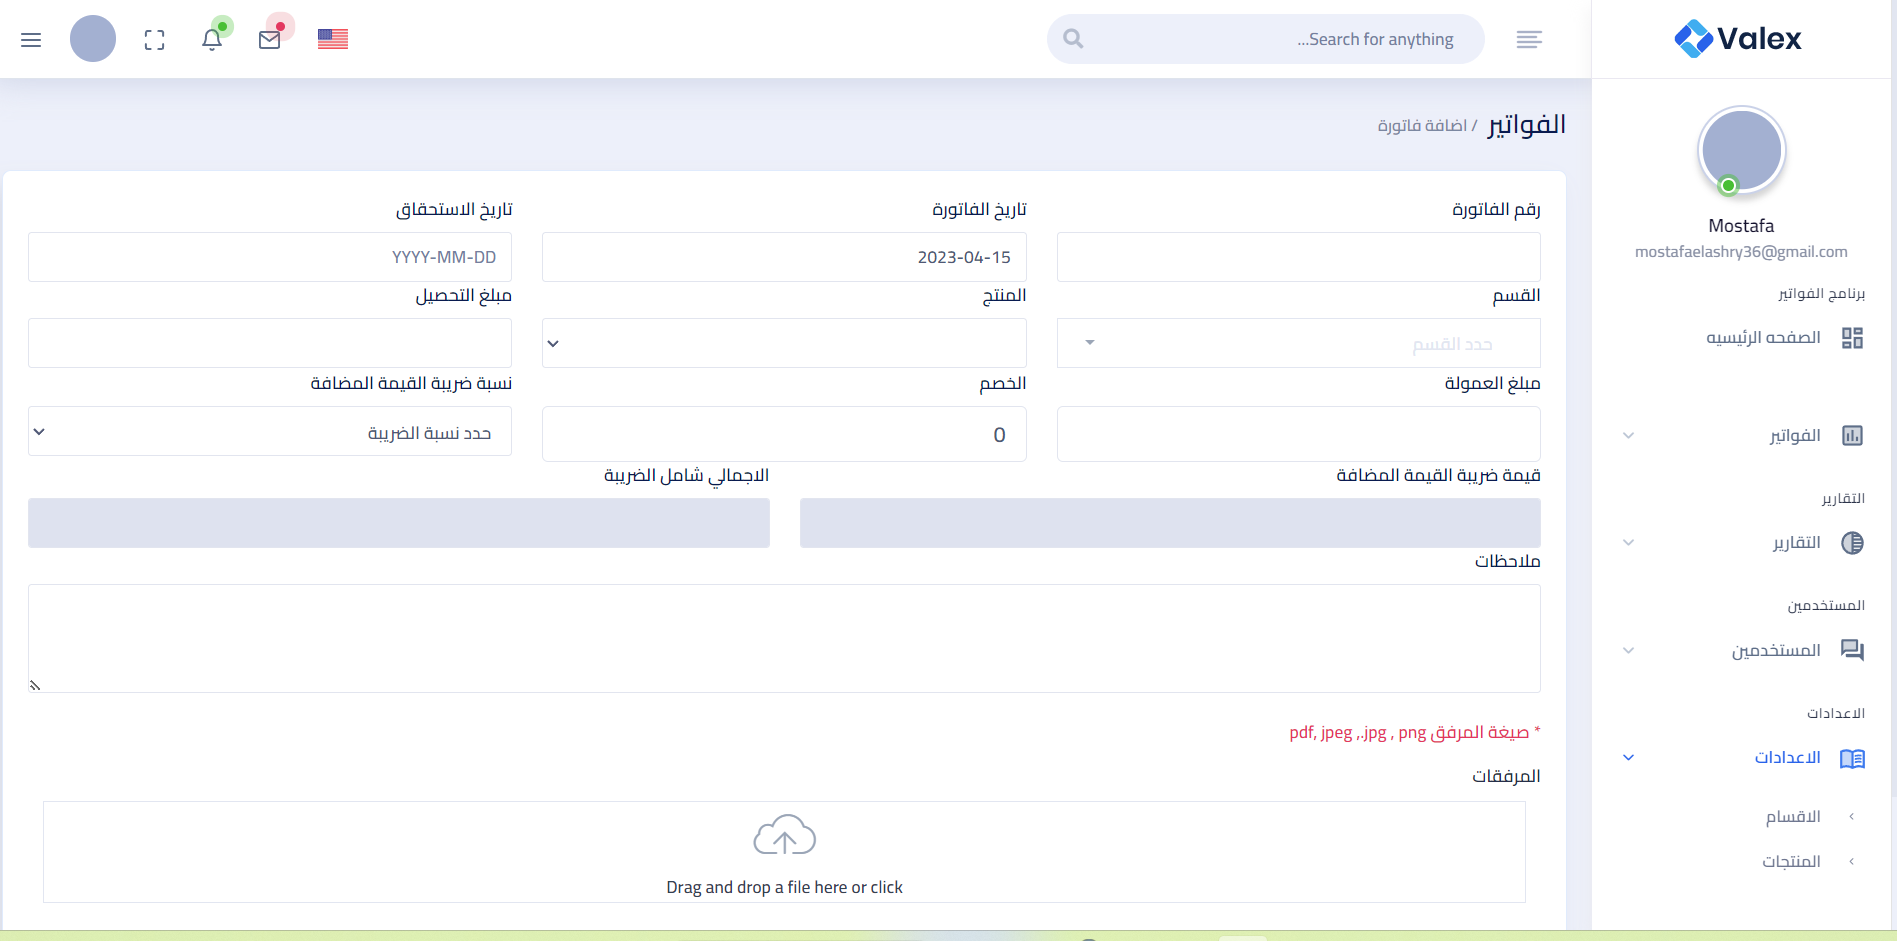 Valex
Search for anything...
Mostafa
mostafaelashry36@gmail.com
برنامج الفواتير
الصفحه الرئيسيه
الفواتير
التقارير
التقارير
المستخدمين
المستخدمين
الاعدادات
الاعدادات
الاقسام
المنتجات
الفواتير / اضافة فاتورة
رقم الفاتورة
تاريخ الفاتورة
تاريخ الاستحقاق
2023-04-15
YYYY-MM-DD
القسم
المنتج
مبلغ التحصيل
حدد القسم
مبلغ العمولة
الخصم
نسبة ضريبة القيمة المضافة
0
حدد نسبة الضريبة
قيمة ضريبة القيمة المضافة
الاجمالي شامل الضريبة
ملاحظات
* صيغة المرفق pdf, jpeg ,.jpg , png
المرفقات
Drag and drop a file here or click